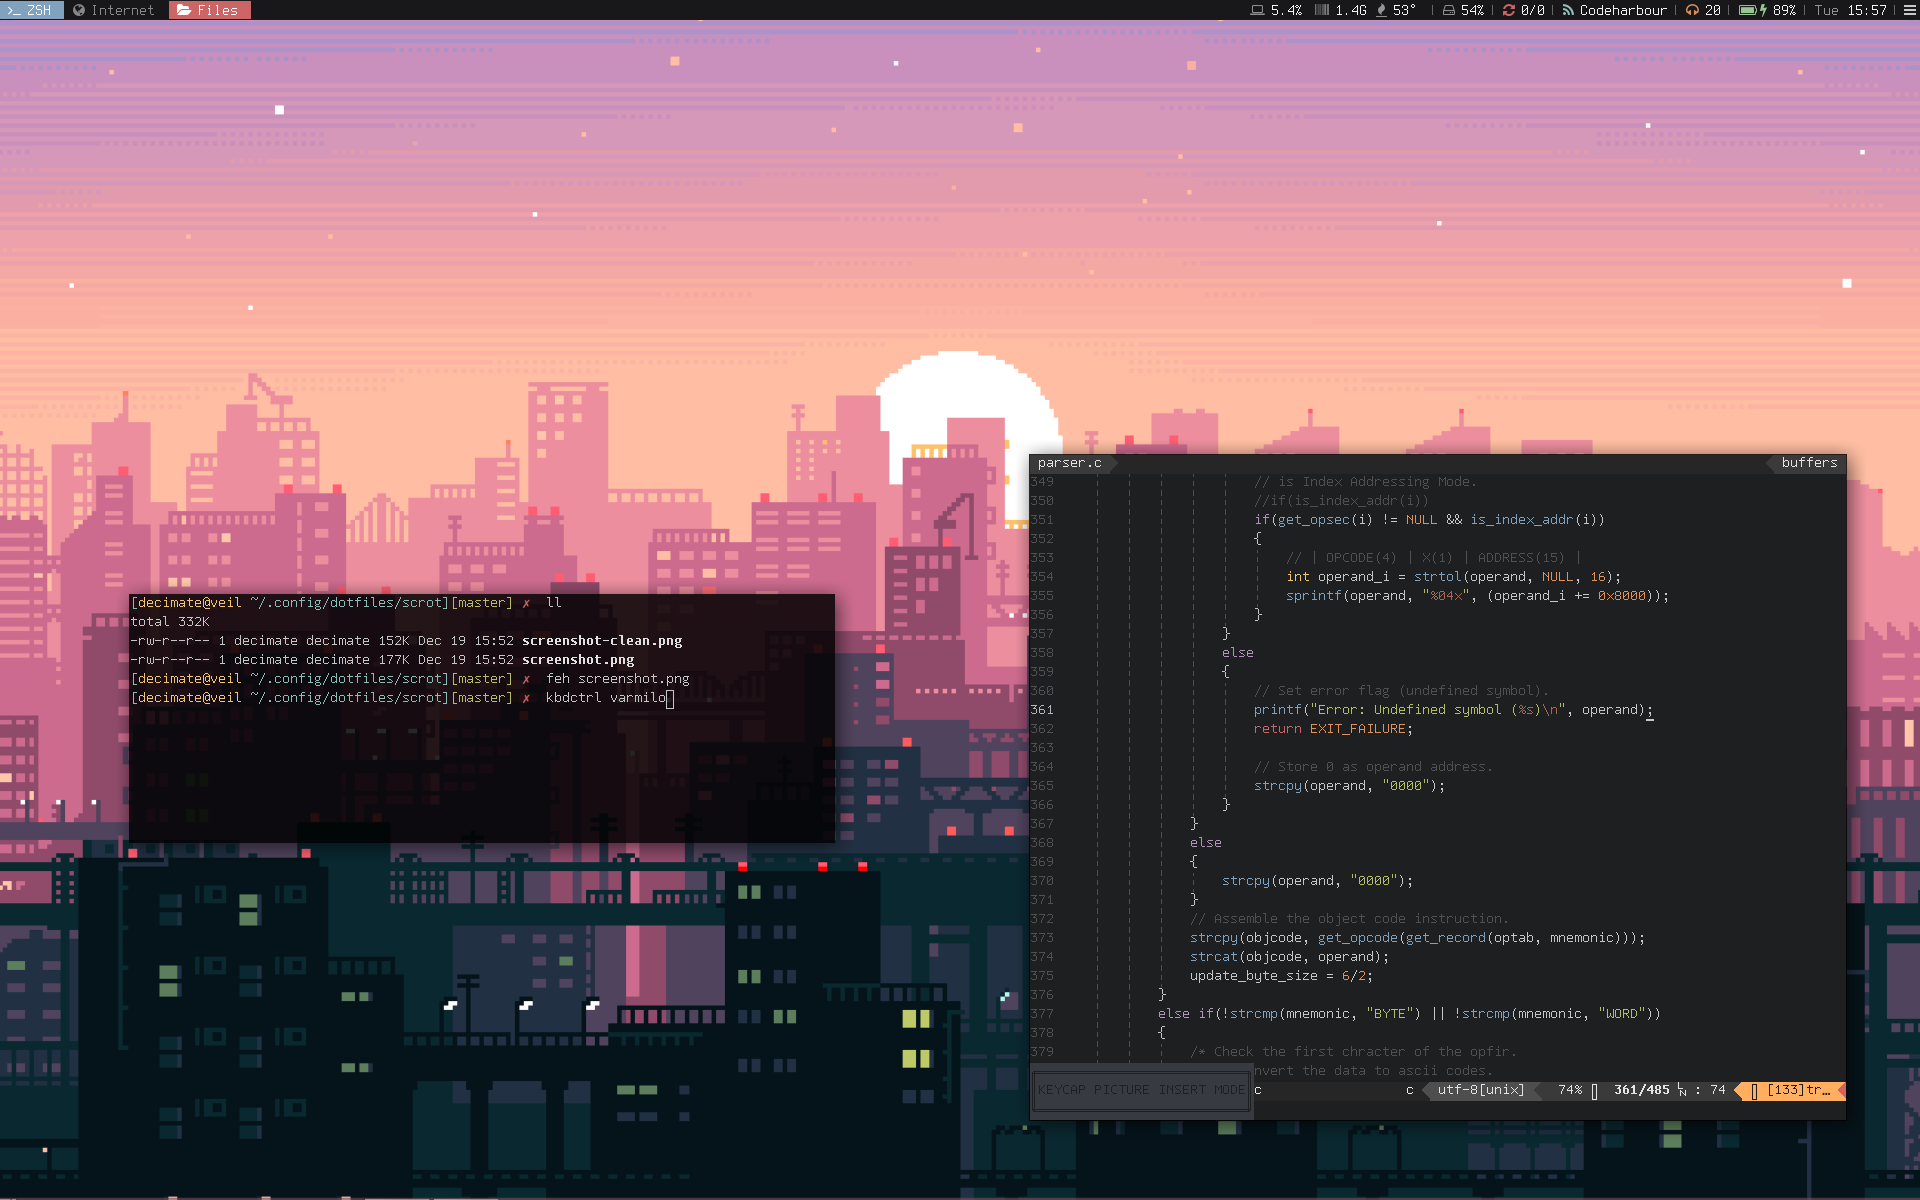 >_ ZSH Internet Files 5.4% 1.4G 53° 54% 0/0 Codeharbour 20 89% Tue 15:57
[decimate@veil ~/.config/dotfiles/scrot][master] ✗ ll
total 332K
-rw-r--r-- 1 decimate decimate 152K Dec 19 15:52 screenshot-clean.png
-rw-r--r-- 1 decimate decimate 177K Dec 19 15:52 screenshot.png
[decimate@veil ~/.config/dotfiles/scrot][master] ✗ feh screenshot.png
[decimate@veil ~/.config/dotfiles/scrot][master] ✗ kbdctrl varmilo
parser.c buffers
349 // is Index Addressing Mode.
350 //if(is_index_addr(i))
351 if(get_opsec(i) != NULL && is_index_addr(i))
352 {
353 // | OPCODE(4) | X(1) | ADDRESS(15) |
354 int operand_i = strtol(operand, NULL, 16);
355 sprintf(operand, "%04x", (operand_i += 0x8000));
356 }
357 }
358 else
359 {
360 // Set error flag (undefined symbol).
361 printf("Error: Undefined symbol (%s)\n", operand);
362 return EXIT_FAILURE;
363
364 // Store 0 as operand address.
365 strcpy(operand, "0000");
366 }
367 }
368 else
369 {
370 strcpy(operand, "0000");
371 }
372 // Assemble the object code instruction.
373 strcpy(objcode, get_opcode(get_record(optab, mnemonic)));
374 strcat(objcode, operand);
375 update_byte_size = 6/2;
376 }
377 else if(!strcmp(mnemonic, "BYTE") || !strcmp(mnemonic, "WORD"))
378 {
379 /* Check the first chracter of the opfir.
nvert the data to ascii codes.
KEYCAP PICTURE INSERT MODE c c utf-8[unix] 74% 361/485 : 74 [133]tr…